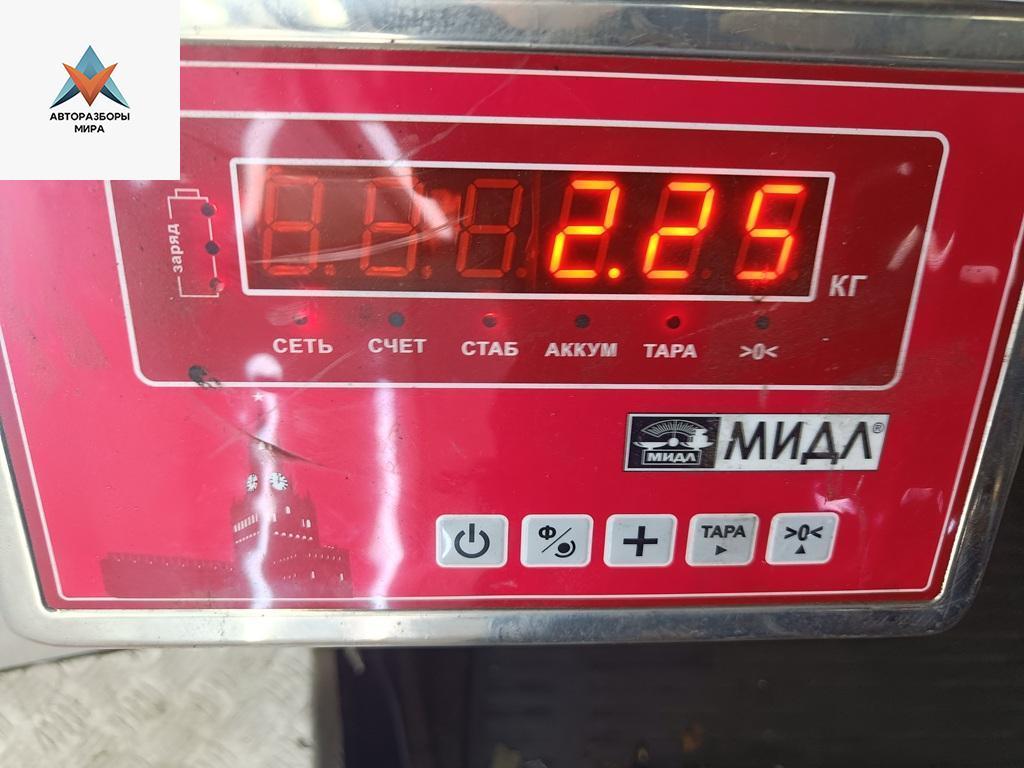 АВТОРАЗБОРЫ
МИРА
заряд
2.25
КГ
СЕТЬ СЧЕТ СТАБ АККУМ ТАРА >0<
МИДЛ МИДЛ®
Ф/ + ТАРА >0<